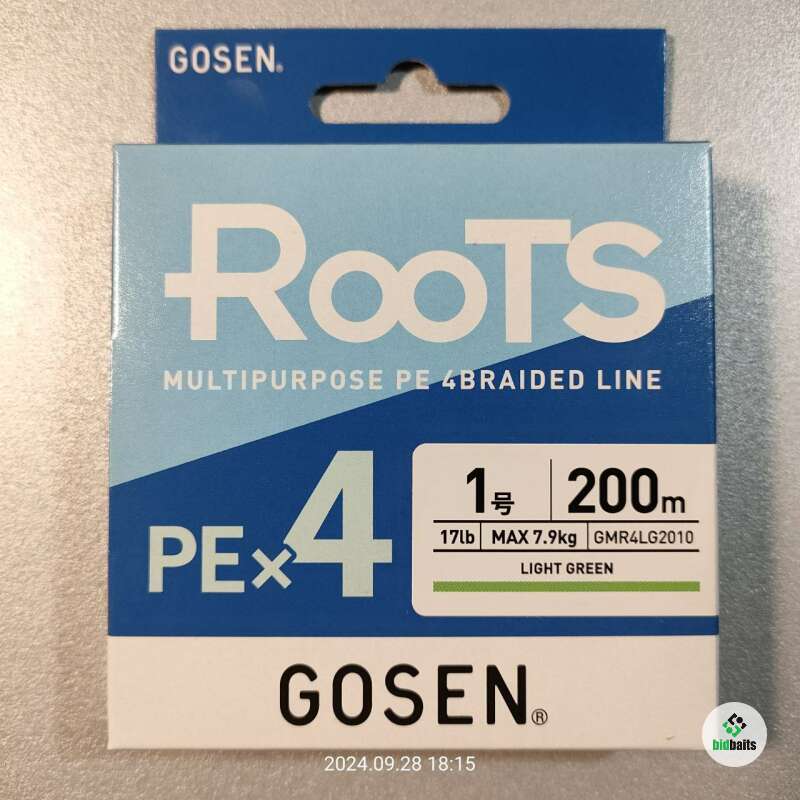 GOSEN®
ROOTS
MULTIPURPOSE PE 4BRAIDED LINE
PE×4
1号 200m
17lb MAX 7.9kg GMR4LG2010
LIGHT GREEN
GOSEN®
bidbaits
2024.09.28 18:15